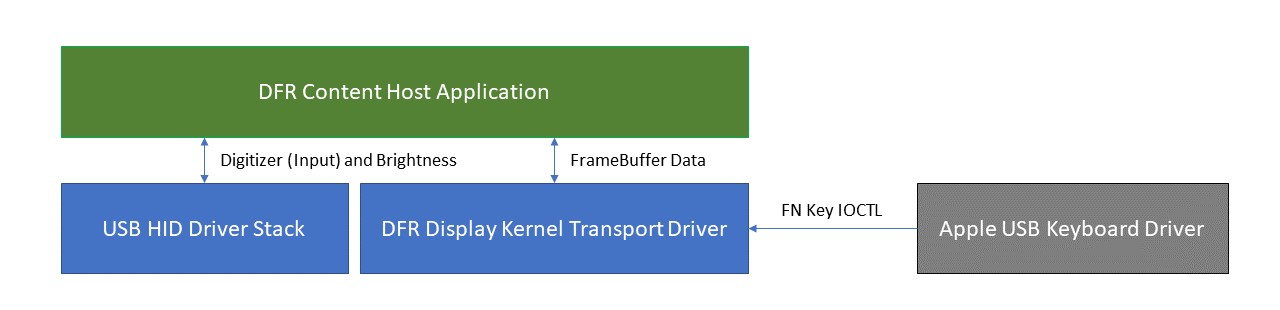 DFR Content Host Application
Digitizer (Input) and Brightness
FrameBuffer Data
USB HID Driver Stack
DFR Display Kernel Transport Driver
FN Key IOCTL
Apple USB Keyboard Driver